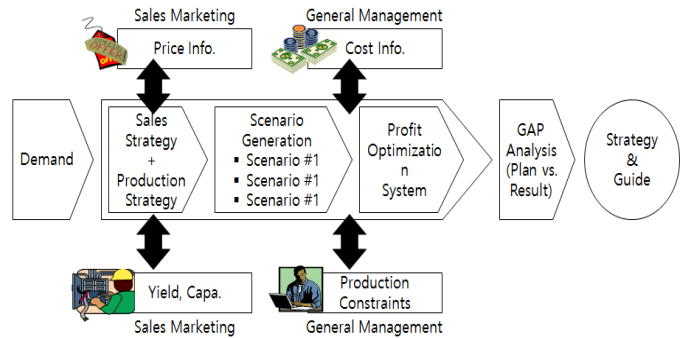 Sales Marketing
General Management
OFFER!
OFFER
Price Info.
Cost Info.
Demand
Sales
Strategy
+
Production
Strategy
Scenario
Generation
▪ Scenario #1
▪ Scenario #1
▪ Scenario #1
Profit
Optimizatio
n
System
GAP
Analysis
(Plan vs.
Result)
Strategy
&
Guide
Yield, Capa.
Production
Constraints
Sales Marketing
General Management